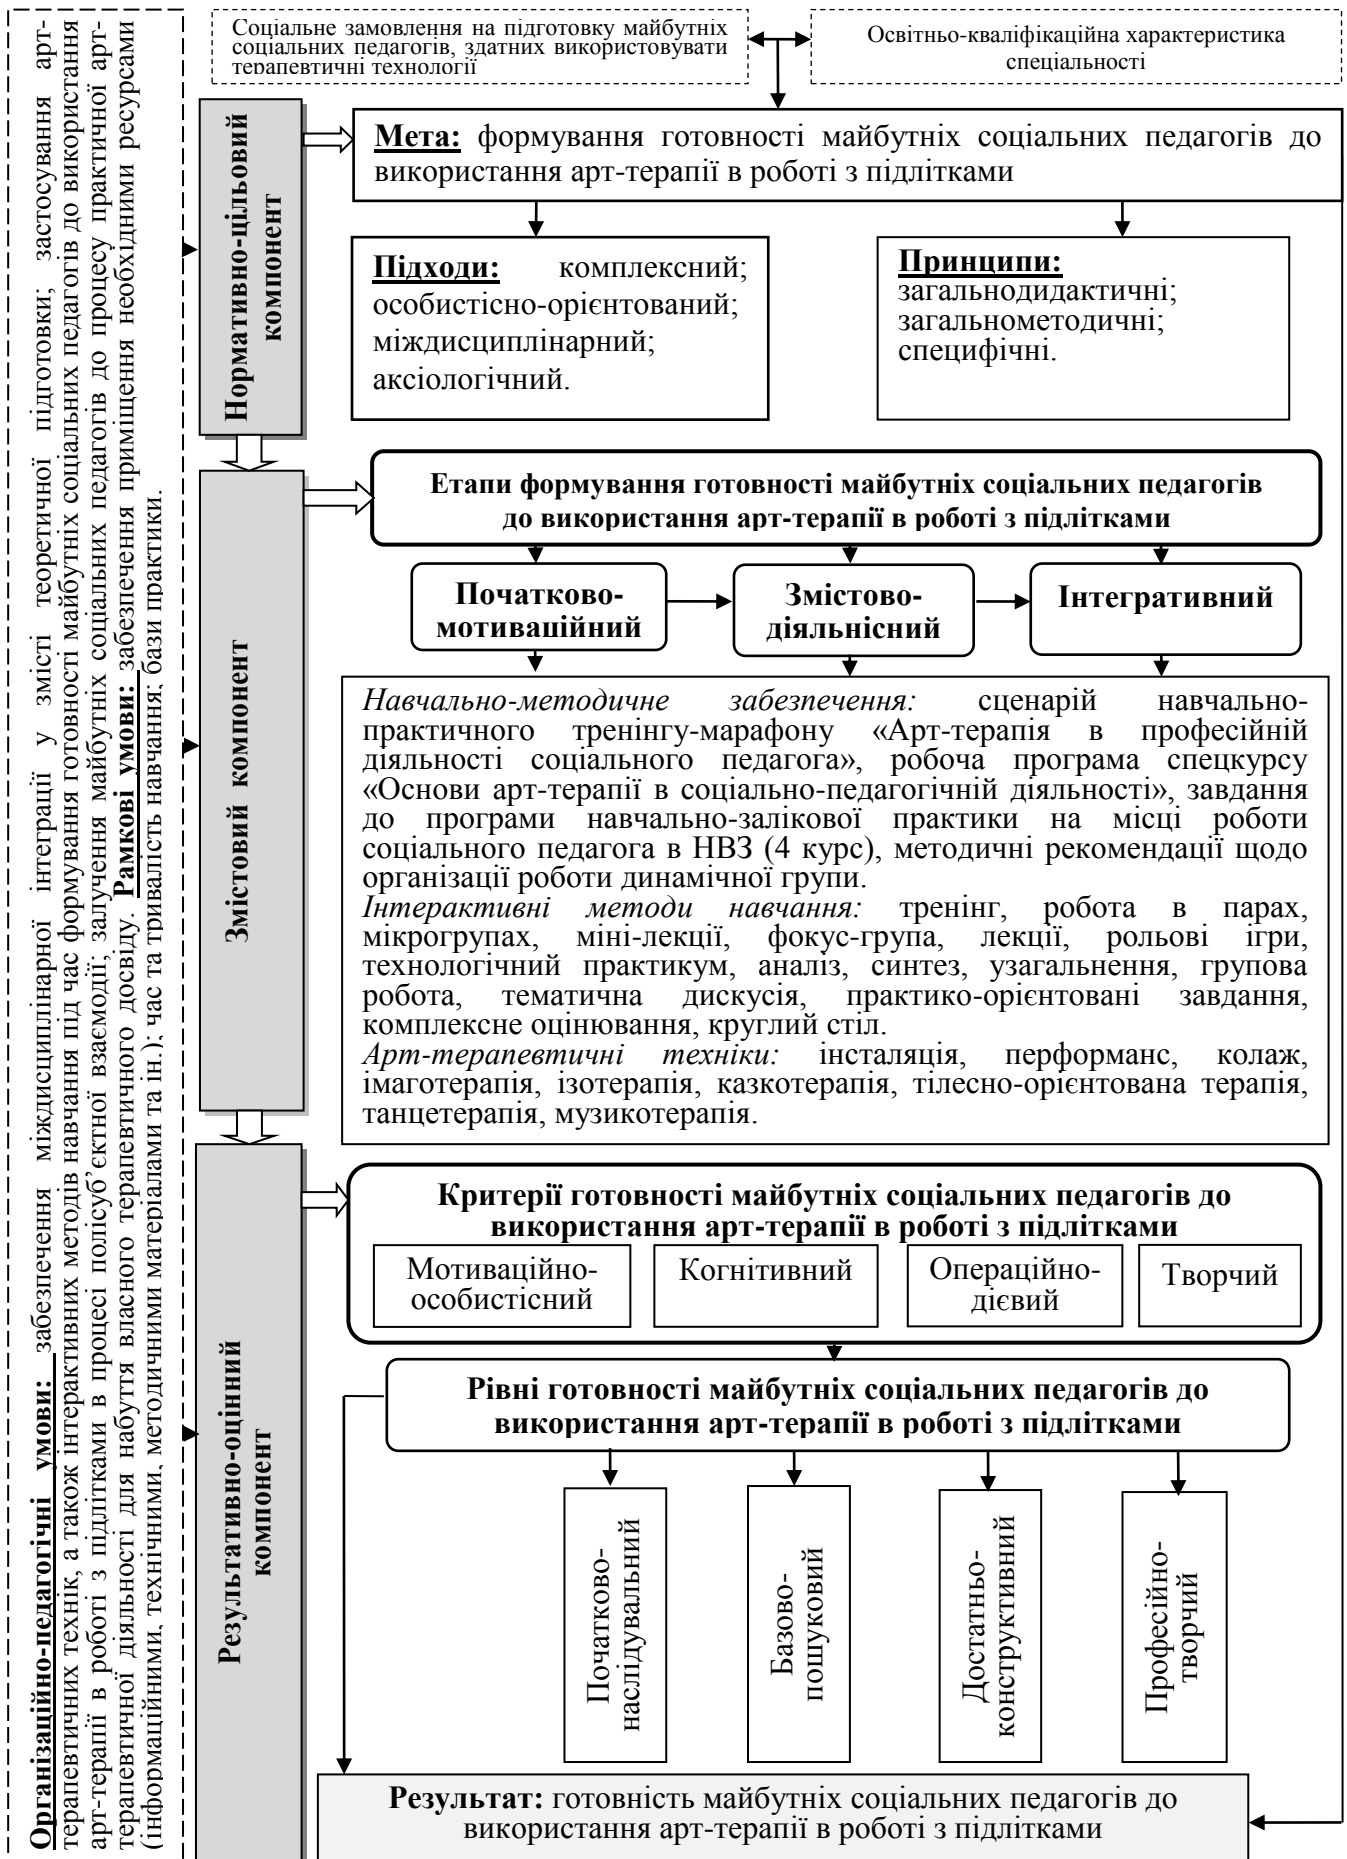 Соціальне замовлення на підготовку майбутніх
соціальних педагогів, здатних використовувати
терапевтичні технології
Освітньо-кваліфікаційна характеристика
спеціальності
Організаційно-педагогічні умови: забезпечення міждисциплінарної інтеграції у змісті теоретичної підготовки; застосування арт-
терапевтичних технік, а також інтерактивних методів навчання під час формування готовності майбутніх соціальних педагогів до використання
арт-терапії в роботі з підлітками в процесі полісуб’єктної взаємодії; залучення майбутніх соціальних педагогів до процесу практичної арт-
терапевтичної діяльності для набуття власного терапевтичного досвіду. Рамкові умови: забезпечення приміщення необхідними ресурсами
(інформаційними, технічними, методичними матеріалами та ін.); час та тривалість навчання; бази практики.
Нормативно-цільовий
компонент
Мета: формування готовності майбутніх соціальних педагогів до
використання арт-терапії в роботі з підлітками
Підходи: комплексний;
особистісно-орієнтований;
міждисциплінарний;
аксіологічний.
Принципи:
загальнодидактичні;
загальнометодичні;
специфічні.
Змістовий компонент
Етапи формування готовності майбутніх соціальних педагогів
до використання арт-терапії в роботі з підлітками
Початково-
мотиваційний
Змістово-
діяльнісний
Інтегративний
Навчально-методичне забезпечення: сценарій навчально-
практичного тренінгу-марафону «Арт-терапія в професійній
діяльності соціального педагога», робоча програма спецкурсу
«Основи арт-терапії в соціально-педагогічній діяльності», завдання
до програми навчально-залікової практики на місці роботи
соціального педагога в НВЗ (4 курс), методичні рекомендації щодо
організації роботи динамічної групи.
Інтерактивні методи навчання: тренінг, робота в парах,
мікрогрупах, міні-лекції, фокус-група, лекції, рольові ігри,
технологічний практикум, аналіз, синтез, узагальнення, групова
робота, тематична дискусія, практико-орієнтовані завдання,
комплексне оцінювання, круглий стіл.
Арт-терапевтичні техніки: інсталяція, перформанс, колаж,
імаготерапія, ізотерапія, казкотерапія, тілесно-орієнтована терапія,
танцетерапія, музикотерапія.
Результативно-оцінний
компонент
Критерії готовності майбутніх соціальних педагогів до
використання арт-терапії в роботі з підлітками
Мотиваційно-
особистісний
Когнітивний
Операційно-
дієвий
Творчий
Рівні готовності майбутніх соціальних педагогів до
використання арт-терапії в роботі з підлітками
Початково-
наслідувальний
Базово-
пошуковий
Достатньо-
конструктивний
Професійно-
творчий
Результат: готовність майбутніх соціальних педагогів до
використання арт-терапії в роботі з підлітками